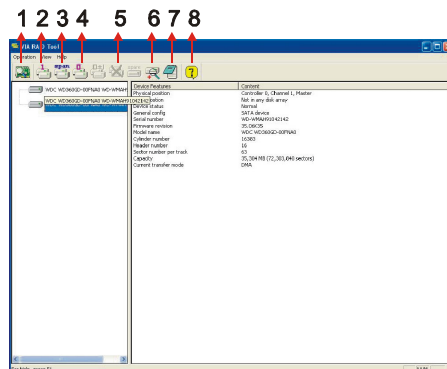 1 2 3 4 5 6 7 8
VIA RAID Tool
Operation View Help
Device Features Content
Physical position Controller 0, Channel 1, Master
WDC WD360GD-00FNA0 WD-WMAH
Not in any disk array
WDC WD360GD-00FNA0 WD-WMAH91042142
Device status Normal
General config SATA device
Serial number WD-WMAH91042142
Firmware revision 35.06K35
Model name WDC WD360GD-00FNA0
Cylinder number 16383
Header number 16
Sector number per track 63
Capacity 35,304 MB (72,303,840 sectors)
Current transfer mode DMA